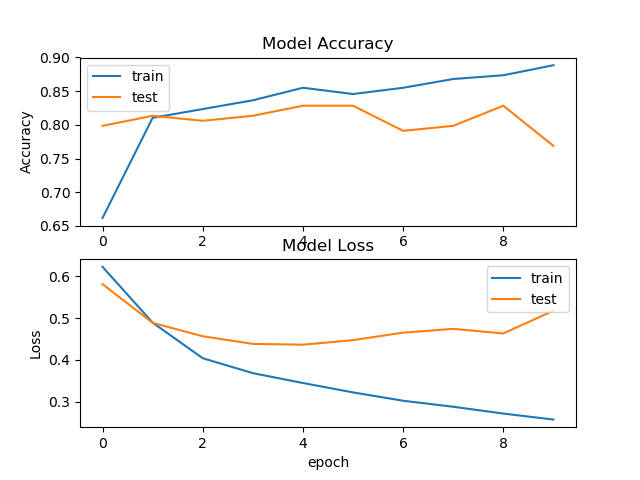 Model Accuracy
0.90
0.85
0.80
0.75
0.70
0.65
Accuracy
train
test
0 2 4 6 8
Model Loss
0.6
0.5
0.4
0.3
Loss
train
test
0 2 4 6 8
epoch